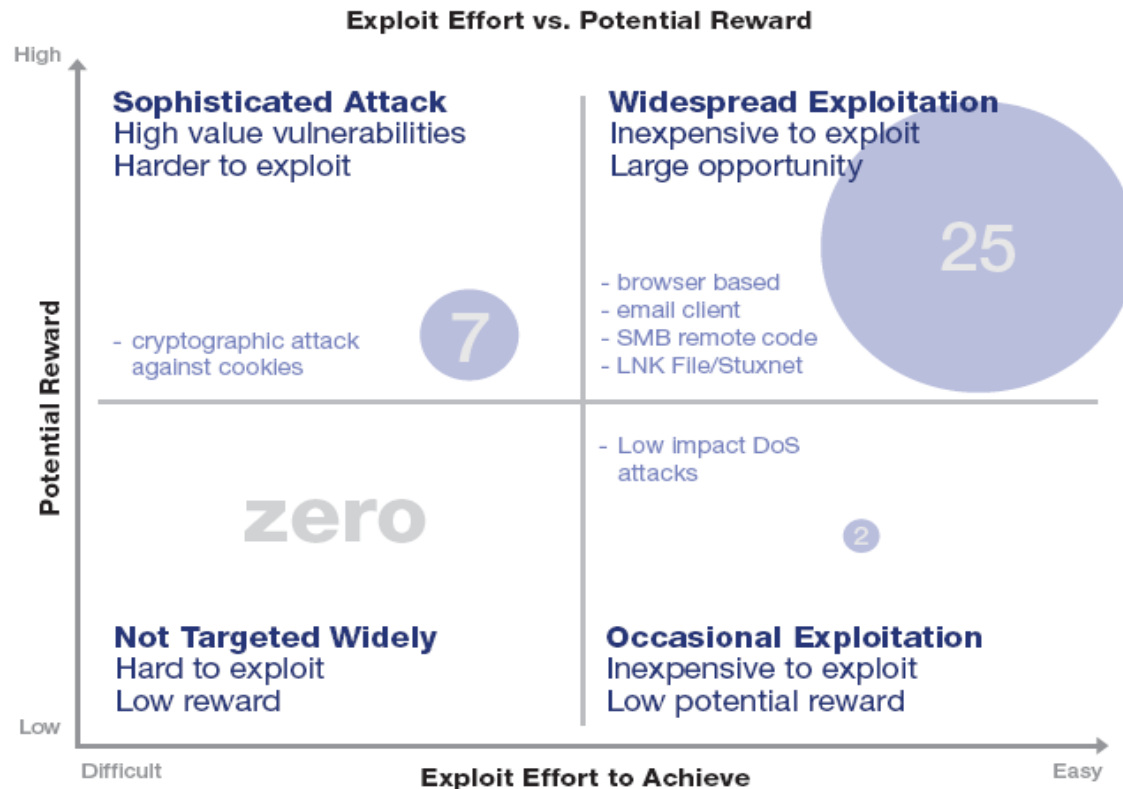 Exploit Effort vs. Potential Reward
High
Sophisticated Attack
High value vulnerabilities
Harder to exploit
Widespread Exploitation
Inexpensive to exploit
Large opportunity
25
- browser based
- email client
- SMB remote code
- LNK File/Stuxnet
7
- cryptographic attack
against cookies
Potential Reward
- Low impact DoS
attacks
zero
2
Not Targeted Widely
Hard to exploit
Low reward
Occasional Exploitation
Inexpensive to exploit
Low potential reward
Low
Difficult
Exploit Effort to Achieve
Easy